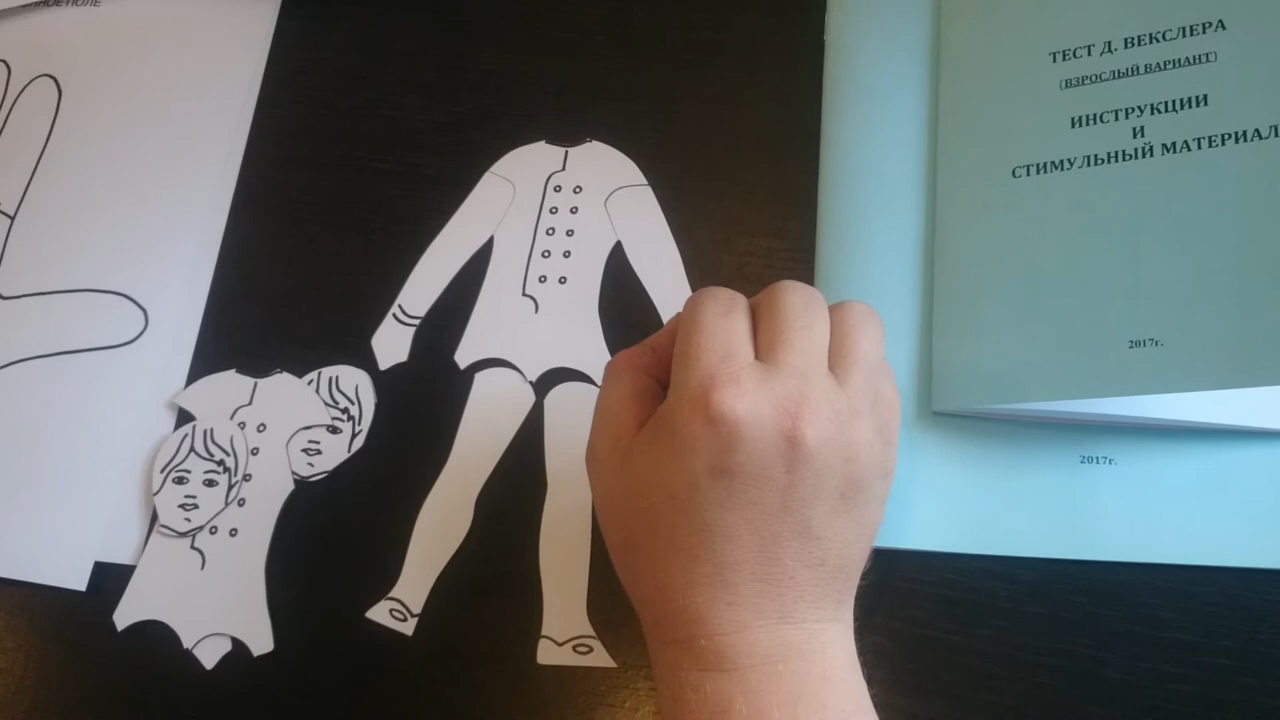 ТЕСТ Д. ВЕКСЛЕРА
(ВЗРОСЛЫЙ ВАРИАНТ)
ИНСТРУКЦИИ
И
СТИМУЛЬНЫЙ МАТЕРИАЛ
2017г.
2017г.